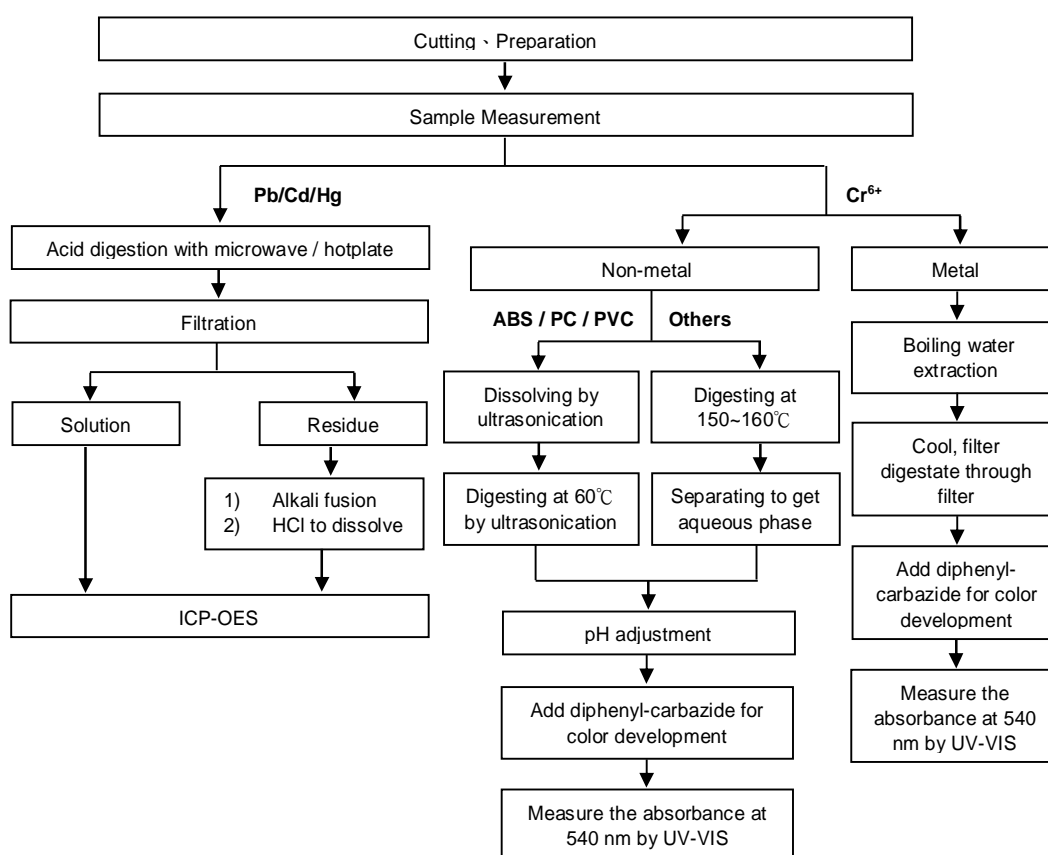 Cutting、Preparation
Sample Measurement
Pb/Cd/Hg
Acid digestion with microwave / hotplate
Filtration
Solution
Residue
1) Alkali fusion
2) HCl to dissolve
ICP-OES
Cr⁶⁺
Non-metal
ABS / PC / PVC
Others
Dissolving by
ultrasonication
Digesting at 60℃
by ultrasonication
Digesting at
150~160℃
Separating to get
aqueous phase
pH adjustment
Add diphenyl-carbazide for
color development
Measure the absorbance at
540 nm by UV-VIS
Metal
Boiling water
extraction
Cool, filter
digestate through
filter
Add diphenyl-
carbazide for color
development
Measure the
absorbance at 540
nm by UV-VIS